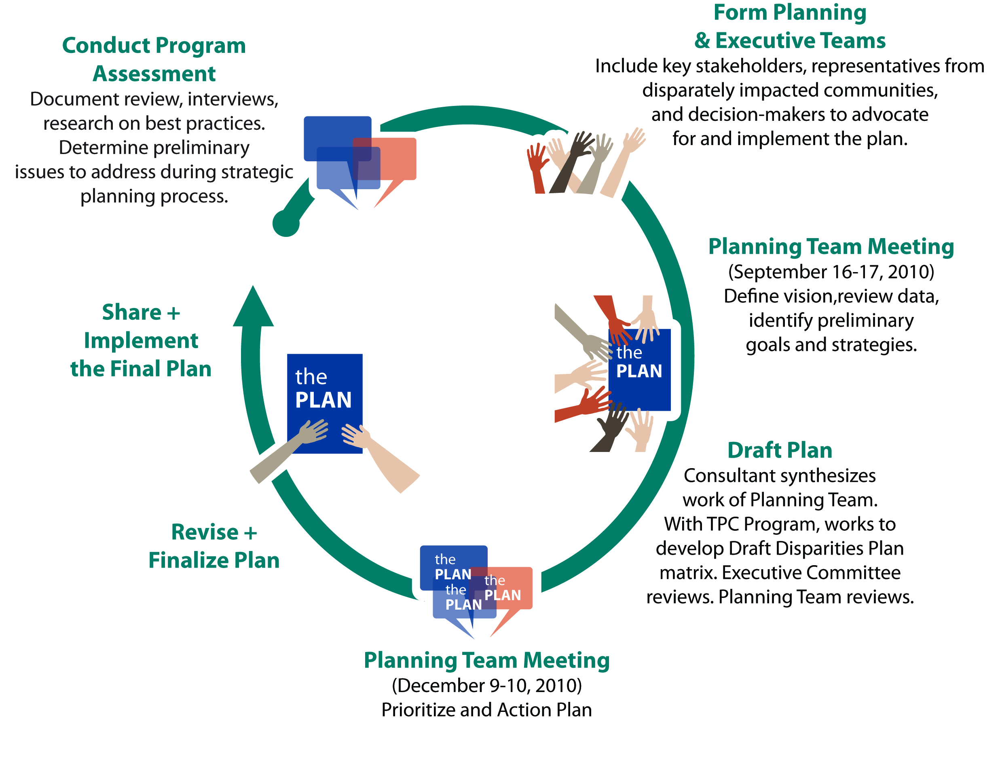 Conduct Program
Assessment
Document review, interviews,
research on best practices.
Determine preliminary
issues to address during strategic
planning process.
Form Planning
& Executive Teams
Include key stakeholders, representatives from
disparately impacted communities,
and decision-makers to advocate
for and implement the plan.
Planning Team Meeting
(September 16-17, 2010)
Define vision,review data,
identify preliminary
goals and strategies.
the
PLAN
Draft Plan
Consultant synthesizes
work of Planning Team.
With TPC Program, works to
develop Draft Disparities Plan
matrix. Executive Committee
reviews. Planning Team reviews.
the
PLAN
the
PLAN
the
PLAN
Planning Team Meeting
(December 9-10, 2010)
Prioritize and Action Plan
Revise +
Finalize Plan
the
PLAN
Share +
Implement
the Final Plan